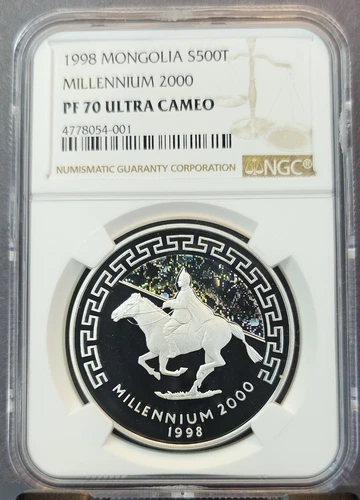 1998 MONGOLIA S500T
MILLENNIUM 2000
PF 70 ULTRA CAMEO
4778054-001
NUMISMATIC GUARANTY CORPORATION
NGC®
MILLENNIUM 2000
1998